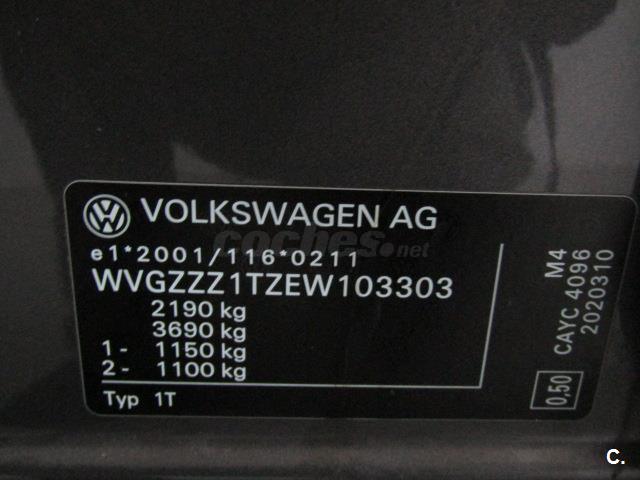 VOLKSWAGEN AG
e1*2001/116*0211
coches.net
WVGZZZ1TZEW103303
2190 kg
3690 kg
1- 1150 kg
2- 1100 kg
Typ 1T
M4
CAYC 4096
2020310
0,50
C.